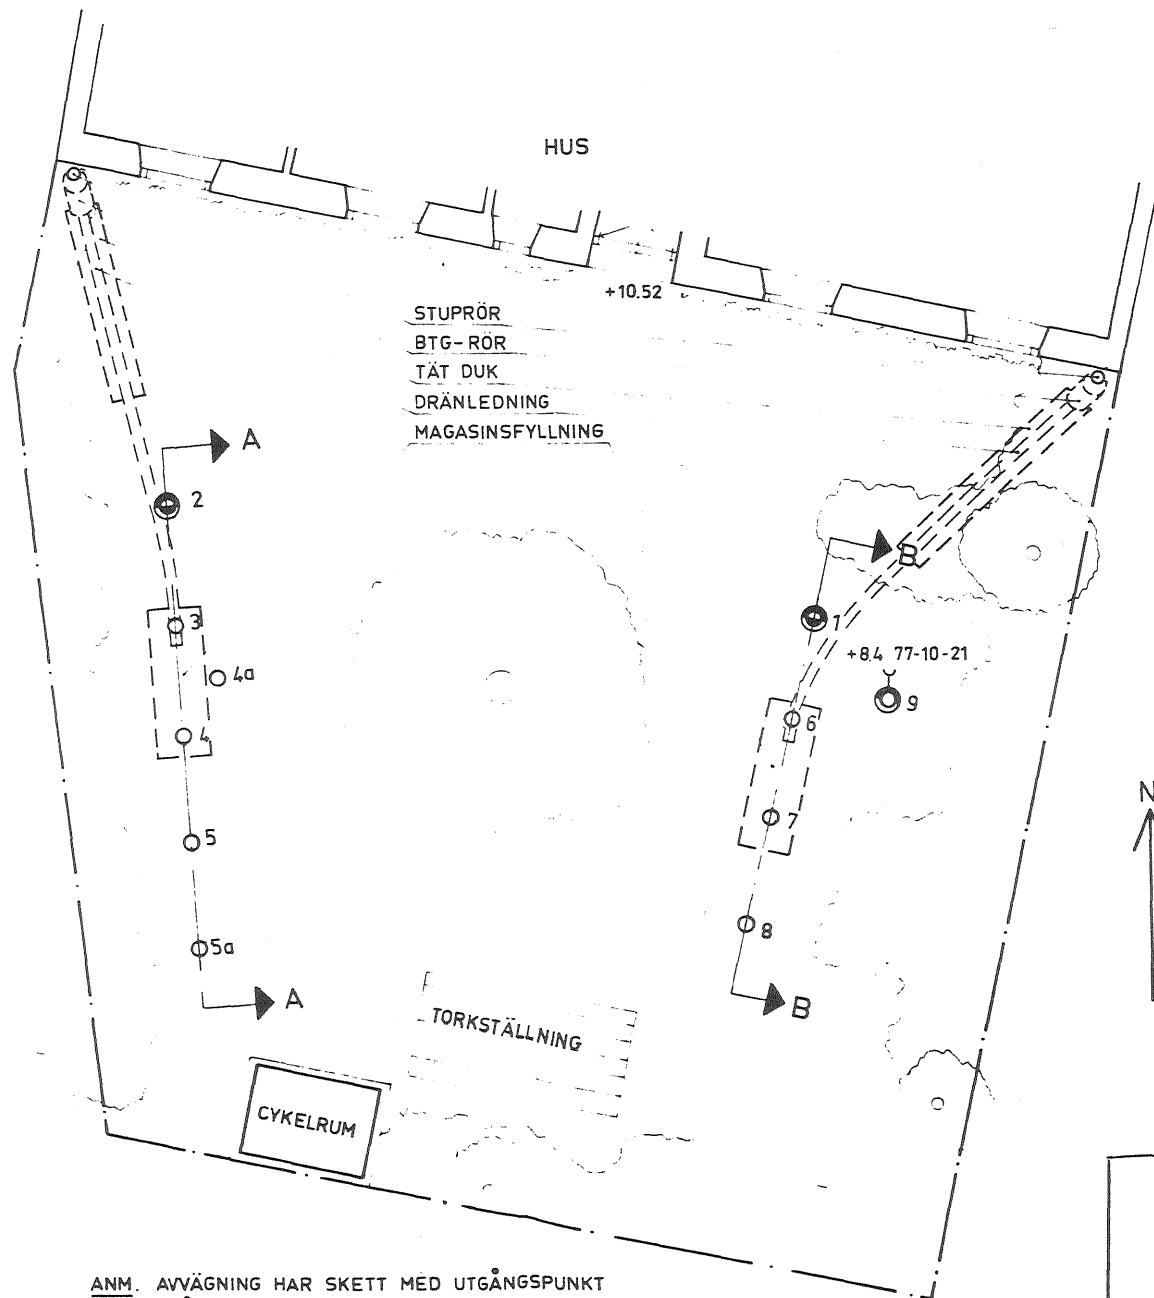 HUS
+10.52
STUPRÖR
BTG-RÖR
TÄT DUK
DRÄNLEDNING
MAGASINSFYLLNING
A
2
B
1
3
+8.4 77-10-21
4a
9
6
4
7
N
5
8
5a
A
B
TORKSTÄLLNING
CYKELRUM
ANM. AVVÄGNING HAR SKETT MED UTGÅNGSPUNKT